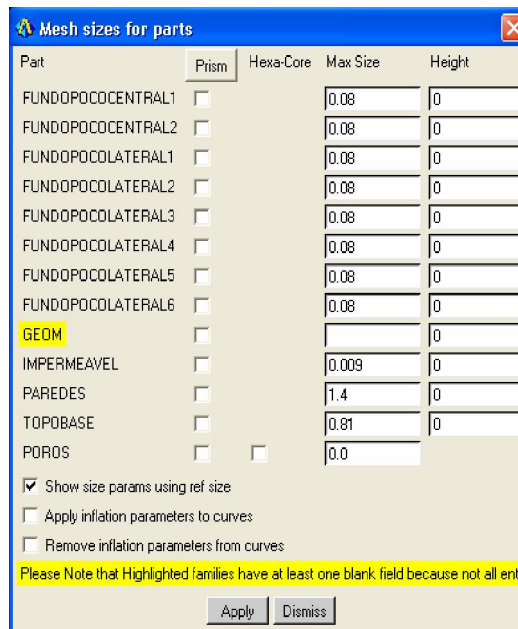 Mesh sizes for parts
Part Prism Hexa-Core Max Size Height
FUNDOPOCOCENTRAL1 0.08 0
FUNDOPOCOCENTRAL2 0.08 0
FUNDOPOCOLATERAL1 0.08 0
FUNDOPOCOLATERAL2 0.08 0
FUNDOPOCOLATERAL3 0.08 0
FUNDOPOCOLATERAL4 0.08 0
FUNDOPOCOLATERAL5 0.08 0
FUNDOPOCOLATERAL6 0.08 0
GEOM 0
IMPERMEAVEL 0.009 0
PAREDES 1.4 0
TOPOBASE 0.81 0
POROS 0.0
Show size params using ref size
Apply inflation parameters to curves
Remove inflation parameters from curves
Please Note that Highlighted families have at least one blank field because not all ent
Apply Dismiss